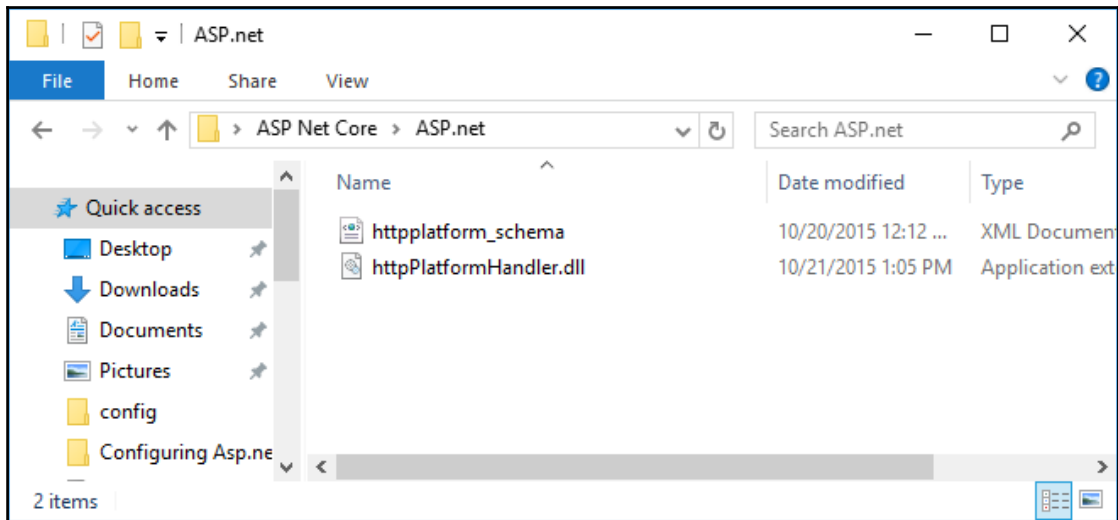 ASP.net
File Home Share View
ASP Net Core > ASP.net Search ASP.net
Name Date modified Type
Quick access
httpplatform_schema 10/20/2015 12:12 ... XML Documen
Desktop
httpPlatformHandler.dll 10/21/2015 1:05 PM Application ext
Downloads
Documents
Pictures
config
Configuring Asp.ne
2 items